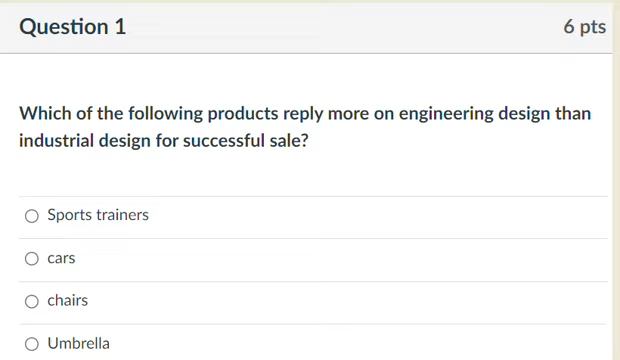 Question 1
6 pts
Which of the following products reply more on engineering design than
industrial design for successful sale?
Sports trainers
cars
chairs
Umbrella